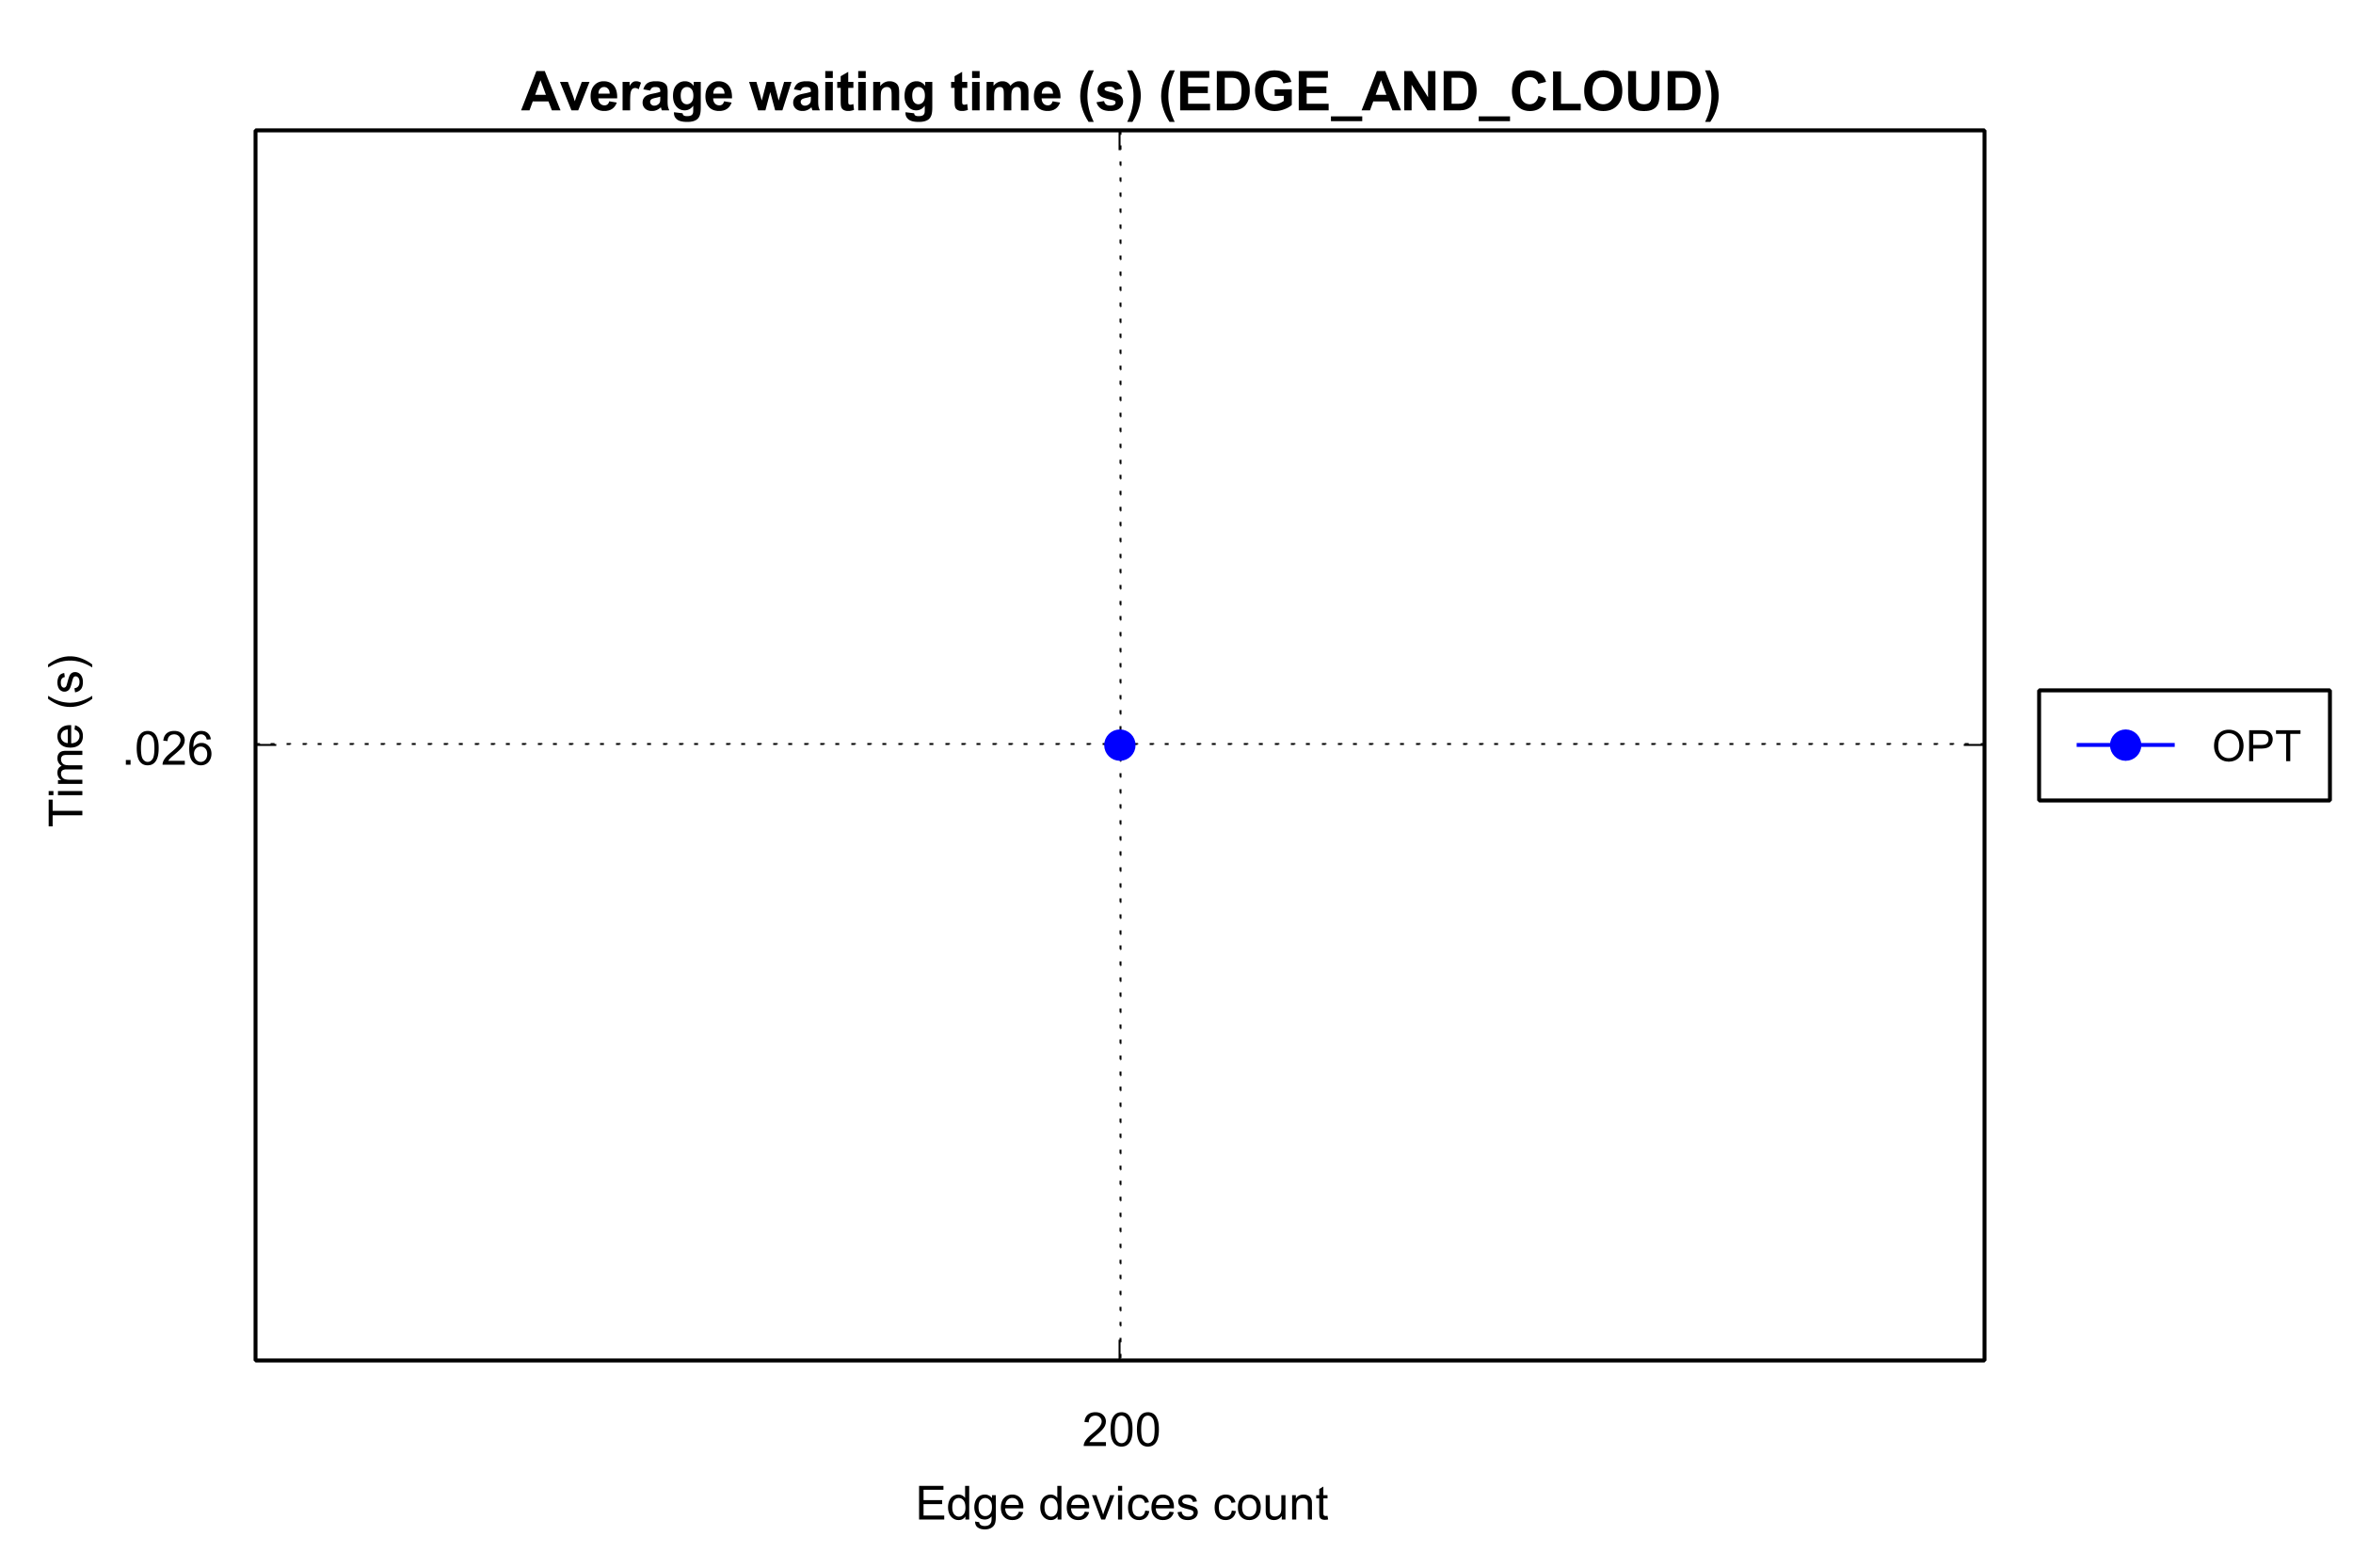 Average waiting time (s) (EDGE_AND_CLOUD)
Time (s)
.026
OPT
200
Edge devices count